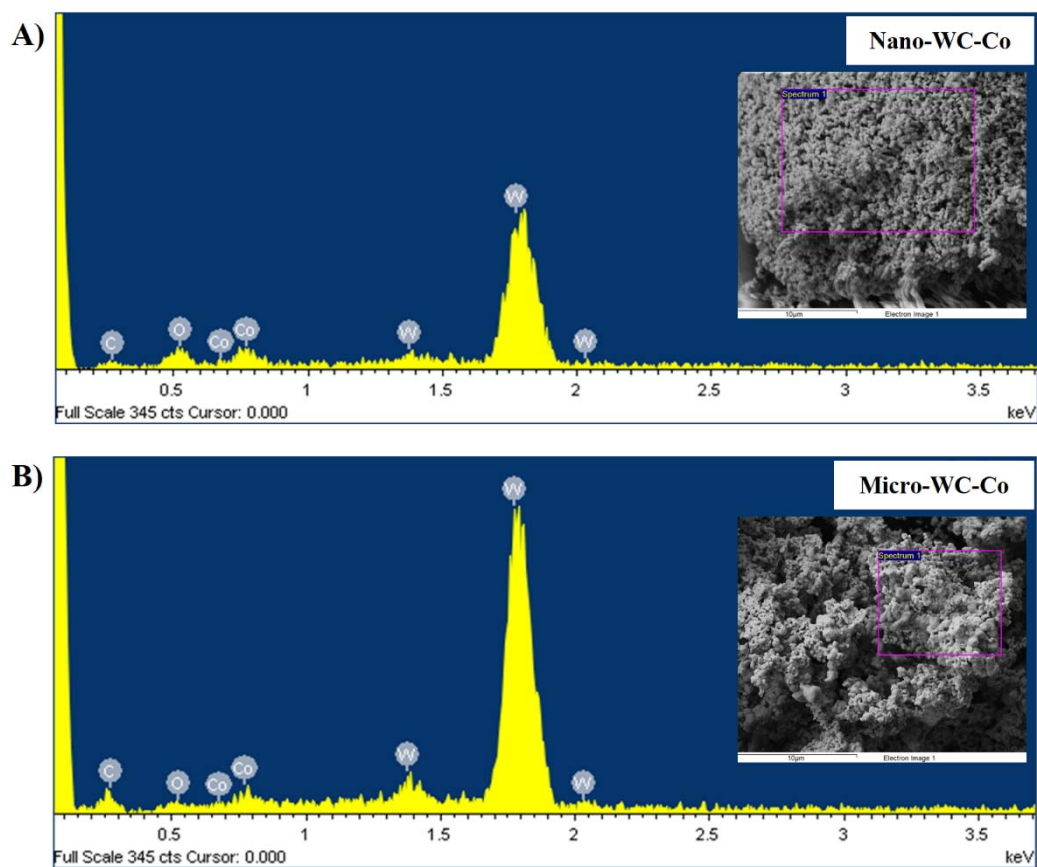 A)
Nano-WC-Co
Spectrum 1
10µm
Electron Image 1
W
C
O
Co
Co
W
W
0.5
1
1.5
2
2.5
3
3.5
Full Scale 345 cts Cursor: 0.000
keV
B)
Micro-WC-Co
Spectrum 1
10µm
Electron Image 1
W
C
O
Co
Co
W
W
0.5
1
1.5
2
2.5
3
3.5
Full Scale 345 cts Cursor: 0.000
keV